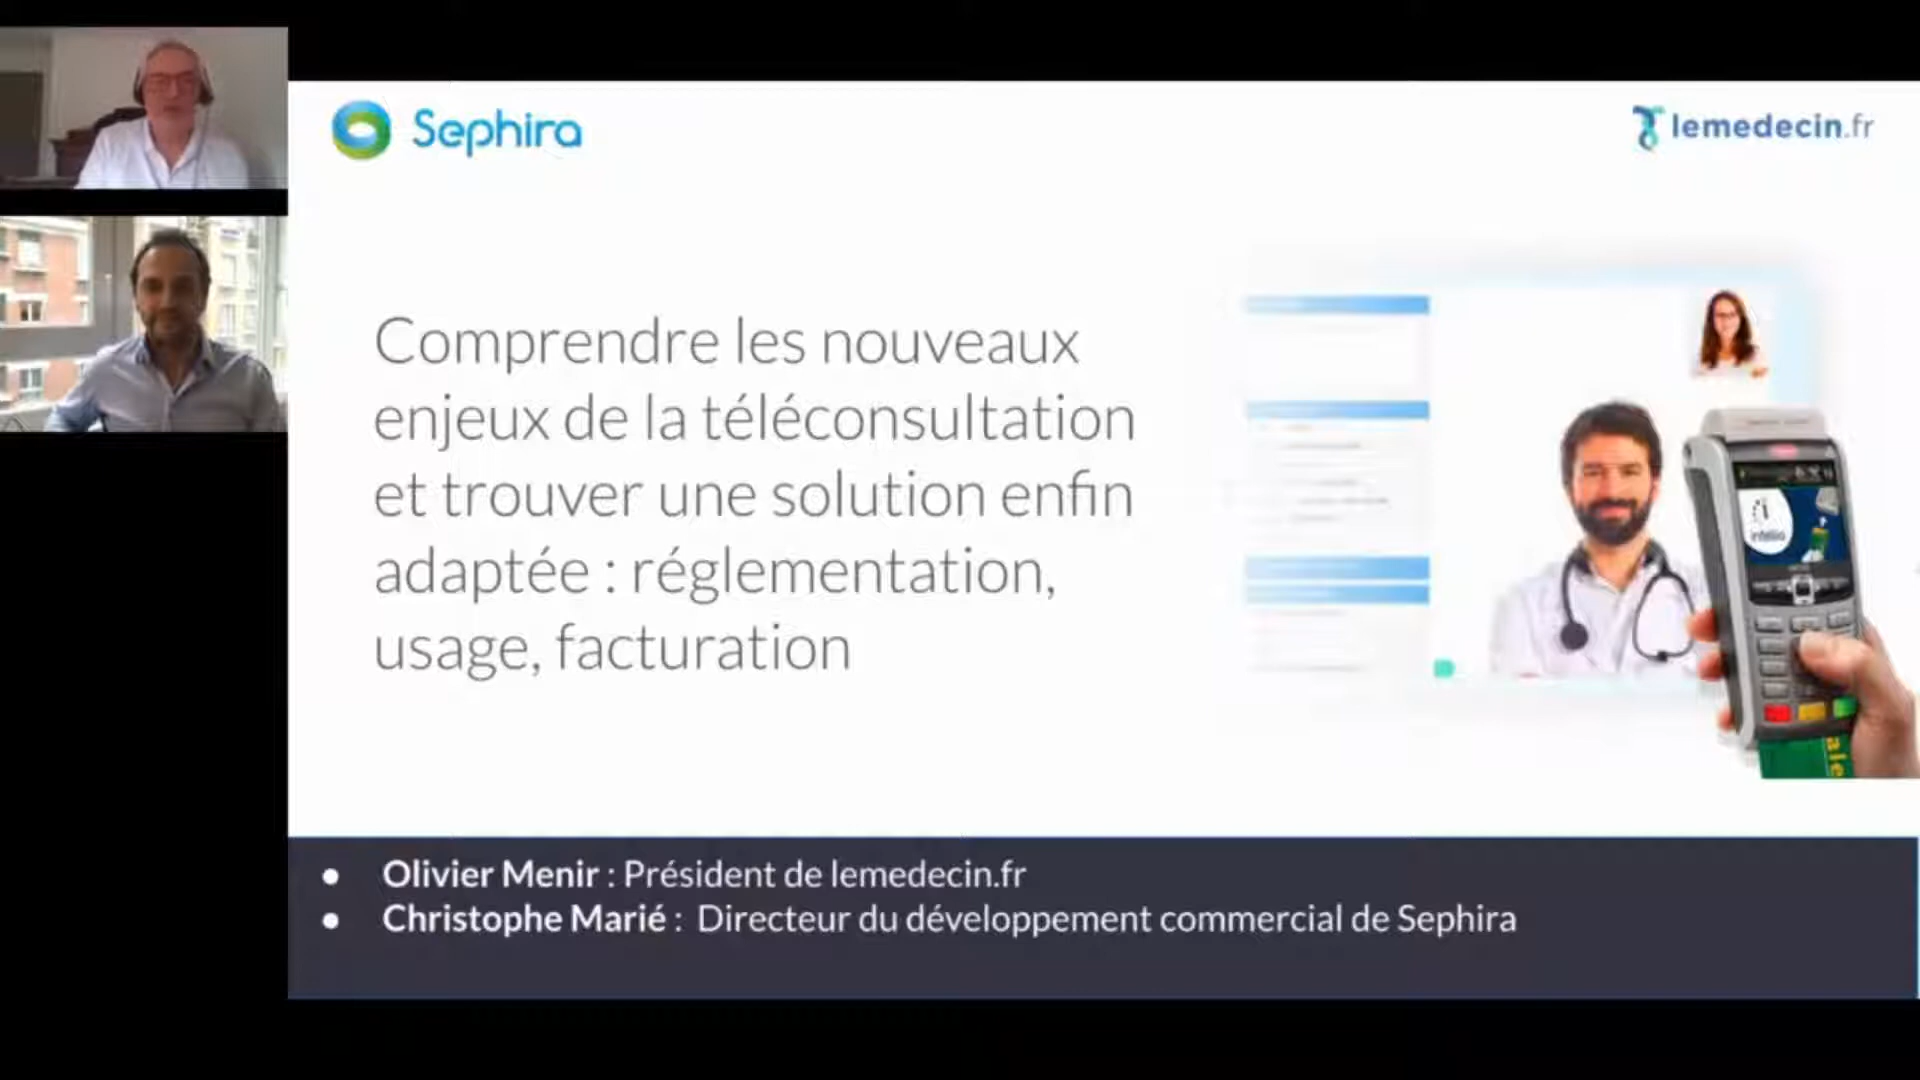 Sephira
lemedecin.fr
Comprendre les nouveaux
enjeux de la téléconsultation
et trouver une solution enfin
adaptée : réglementation,
usage, facturation
ale
• Olivier Menir : Président de lemedecin.fr
• Christophe Marié : Directeur du développement commercial de Sephira